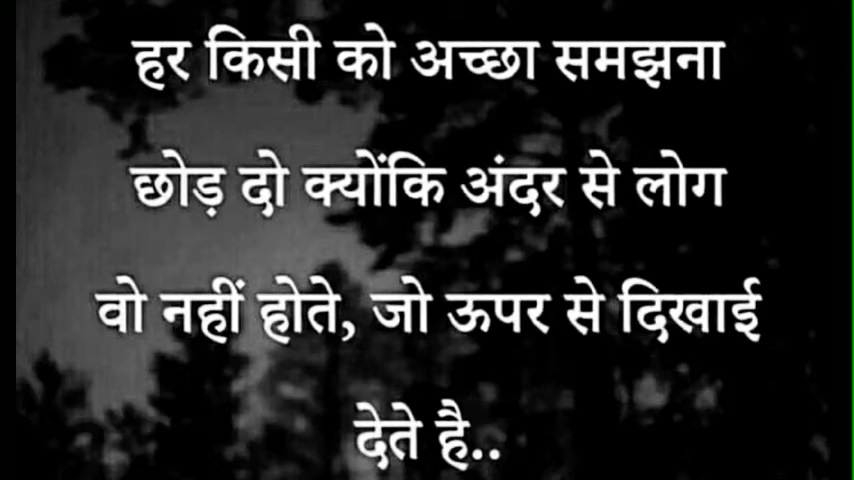 हर किसी को अच्छा समझना
छोड़ दो क्योंकि अंदर से लोग
वो नहीं होते, जो ऊपर से दिखाई
देते है..